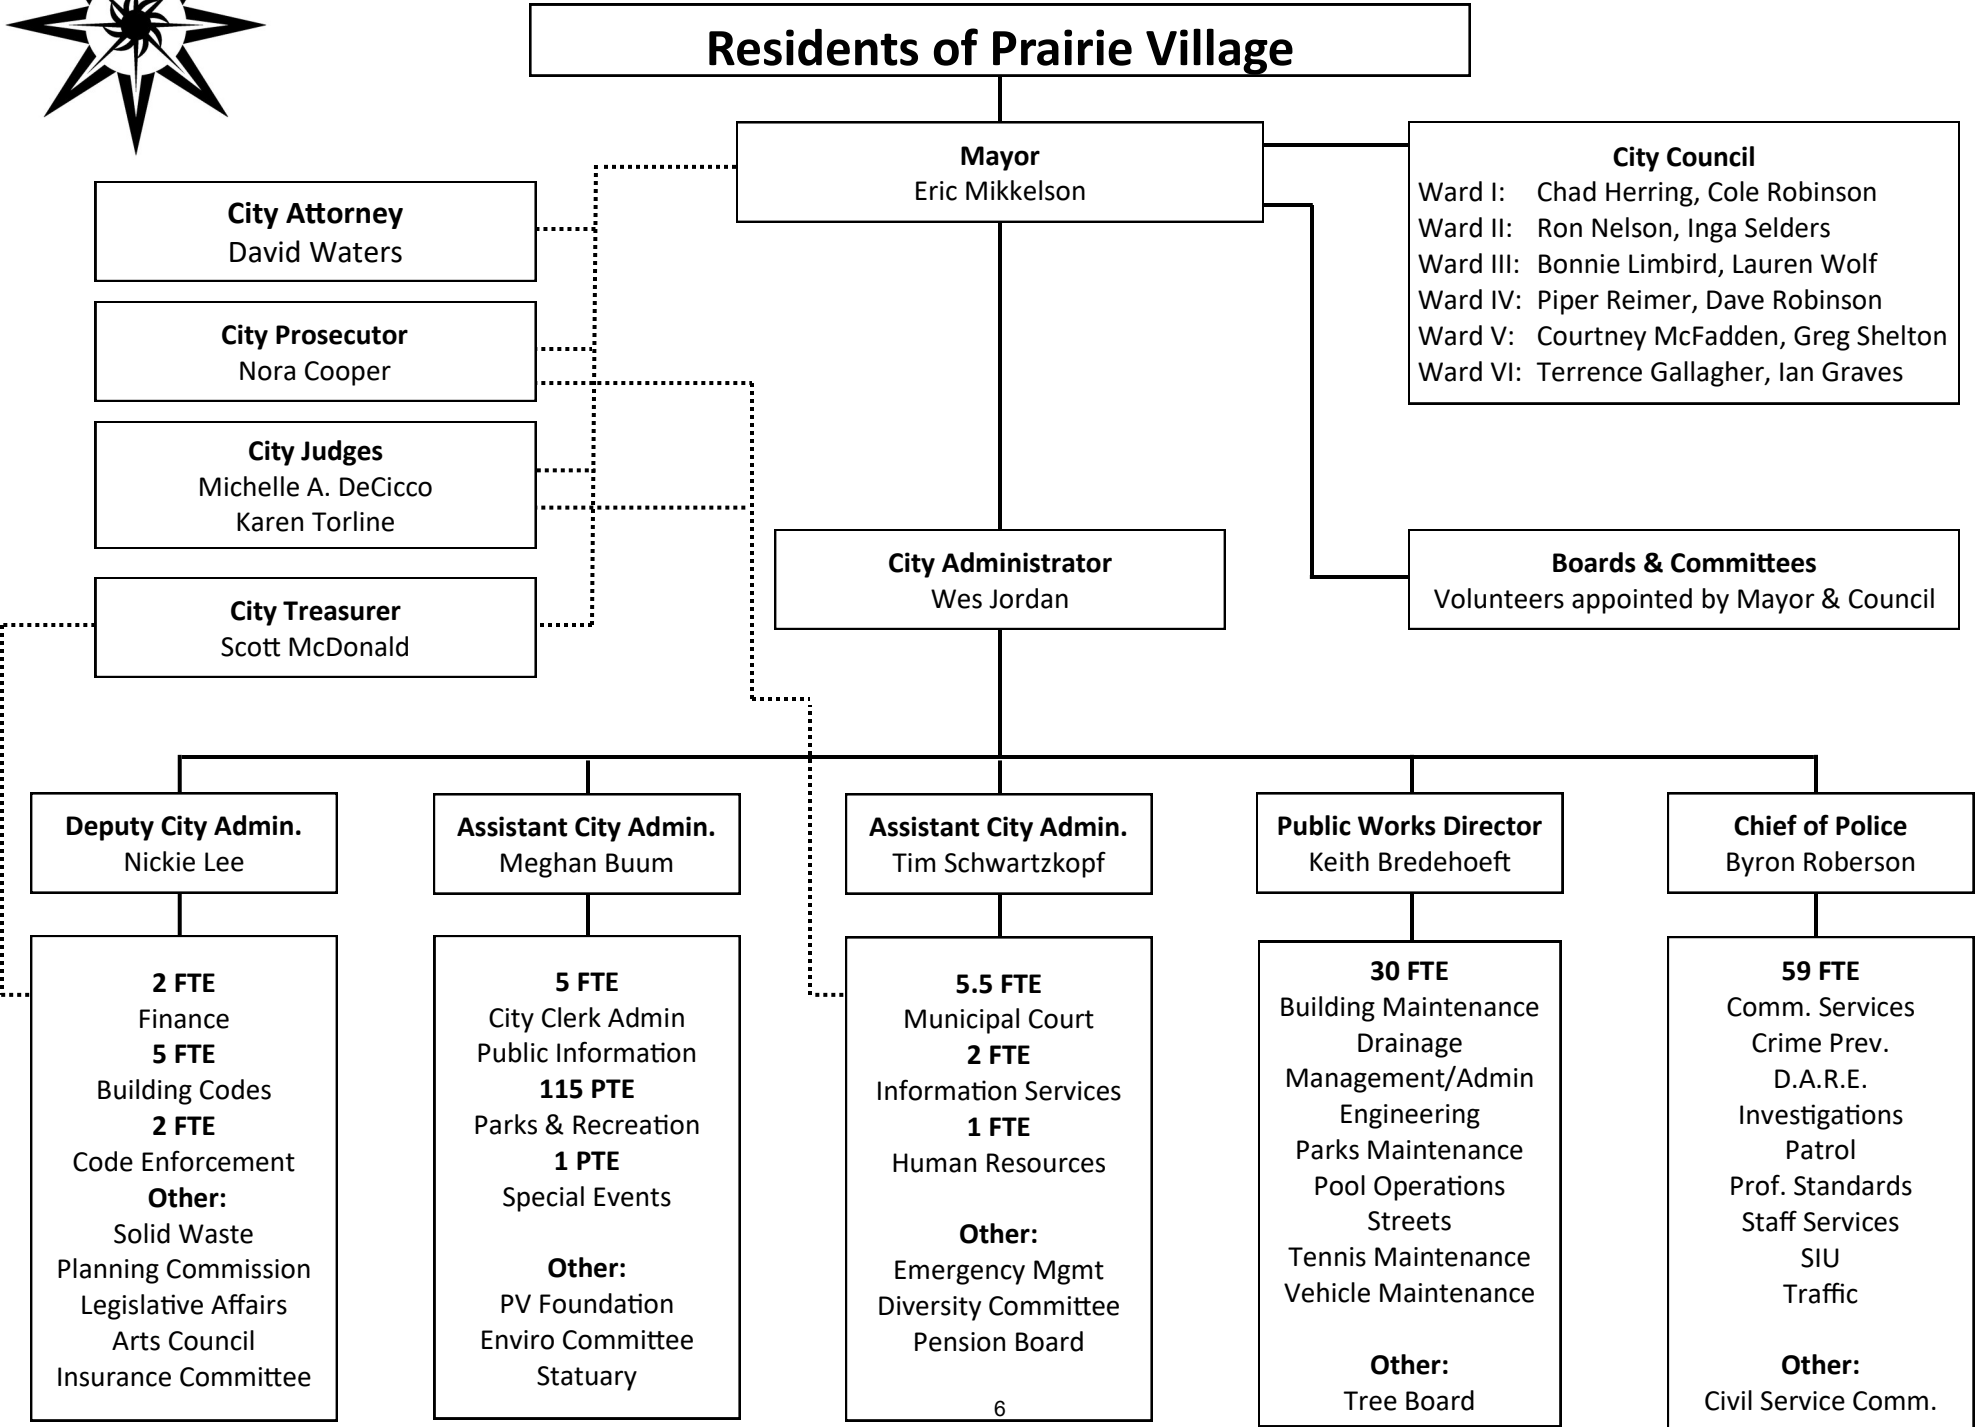 Residents of Prairie Village
Mayor
Eric Mikkelson
City Council
Ward I: Chad Herring, Cole Robinson
Ward II: Ron Nelson, Inga Selders
Ward III: Bonnie Limbird, Lauren Wolf
Ward IV: Piper Reimer, Dave Robinson
Ward V: Courtney McFadden, Greg Shelton
Ward VI: Terrence Gallagher, Ian Graves
City Attorney
David Waters
City Prosecutor
Nora Cooper
City Judges
Michelle A. DeCicco
Karen Torline
City Treasurer
Scott McDonald
City Administrator
Wes Jordan
Boards & Committees
Volunteers appointed by Mayor & Council
Deputy City Admin.
Nickie Lee
2 FTE
Finance
5 FTE
Building Codes
2 FTE
Code Enforcement
Other:
Solid Waste
Planning Commission
Legislative Affairs
Arts Council
Insurance Committee
Assistant City Admin.
Meghan Buum
5 FTE
City Clerk Admin
Public Information
115 PTE
Parks & Recreation
1 PTE
Special Events
Other:
PV Foundation
Enviro Committee
Statuary
Assistant City Admin.
Tim Schwartzkopf
5.5 FTE
Municipal Court
2 FTE
Information Services
1 FTE
Human Resources
Other:
Emergency Mgmt
Diversity Committee
Pension Board
Public Works Director
Keith Bredehoeft
30 FTE
Building Maintenance
Drainage
Management/Admin
Engineering
Parks Maintenance
Pool Operations
Streets
Tennis Maintenance
Vehicle Maintenance
Other:
Tree Board
Chief of Police
Byron Roberson
59 FTE
Comm. Services
Crime Prev.
D.A.R.E.
Investigations
Patrol
Prof. Standards
Staff Services
SIU
Traffic
Other:
Civil Service Comm.
6